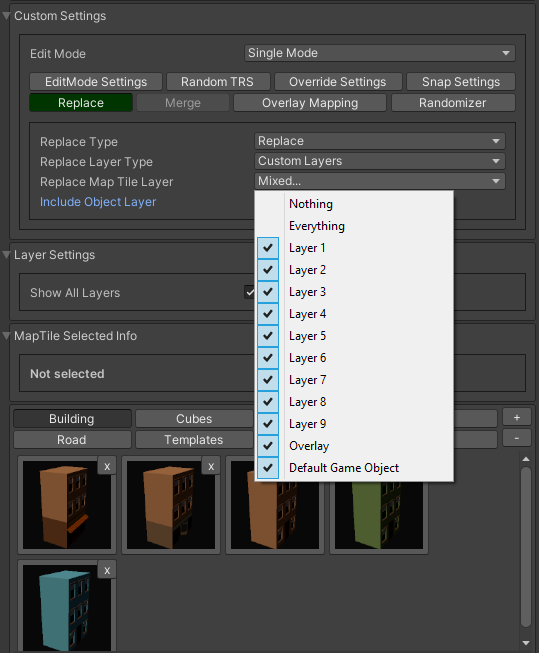 Custom Settings
Edit Mode Single Mode
EditMode Settings Random TRS Override Settings Snap Settings
Replace Merge Overlay Mapping Randomizer
Replace Type Replace
Replace Layer Type Custom Layers
Replace Map Tile Layer Mixed...
Include Object Layer
Nothing
Everything
Layer 1
Layer 2
Layer 3
Layer 4
Layer 5
Layer 6
Layer 7
Layer 8
Layer 9
Overlay
Default Game Object
Layer Settings
Show All Layers
MapTile Selected Info
Not selected
Building Cubes +
Road Templates -
x x
x